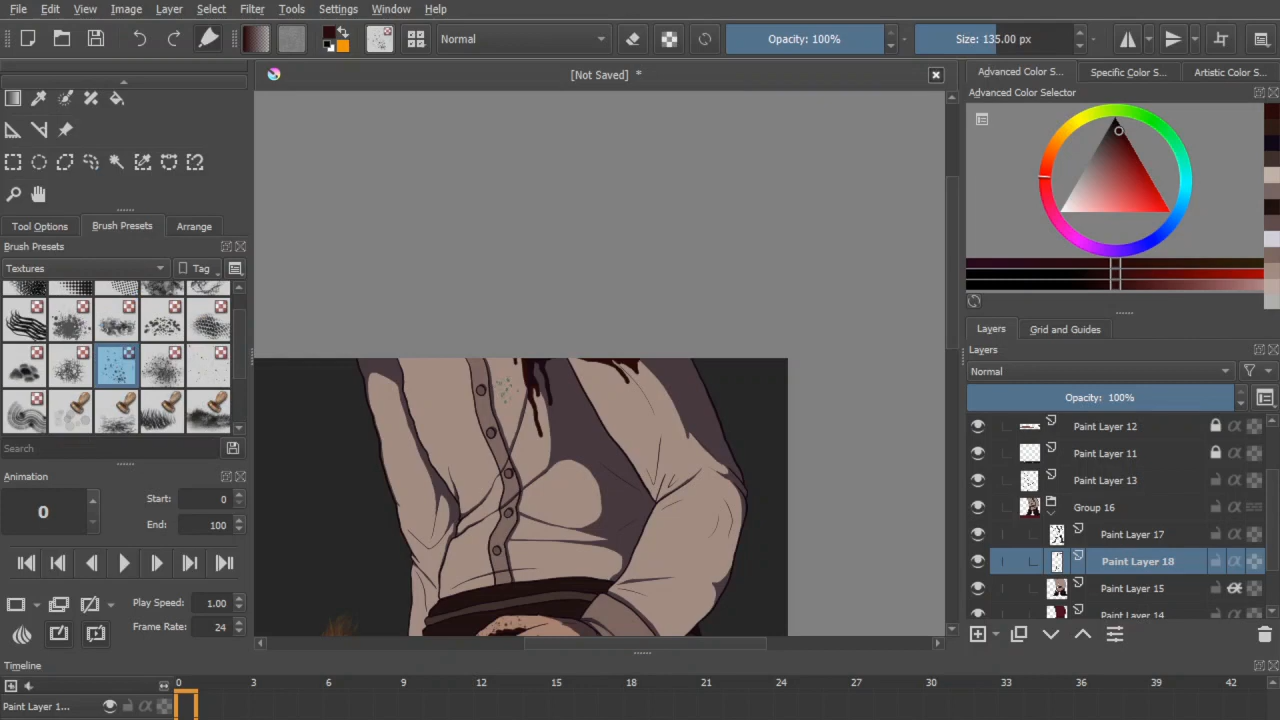 File Edit View Image Layer Select Filter Tools Settings Window Help
Normal Opacity: 100% Size: 135.00 px
[Not Saved] *
Advanced Color S... Specific Color S... Artistic Color S...
Advanced Color Selector
Tool Options Brush Presets Arrange
Brush Presets
Textures Tag
Search
Animation
0
Start: 0
End: 100
Play Speed: 1.00
Frame Rate: 24
Layers Grid and Guides
Layers
Normal
Opacity: 100%
Paint Layer 12
Paint Layer 11
Paint Layer 13
Group 16
Paint Layer 17
Paint Layer 18
Paint Layer 15
Paint Layer 14
Timeline
0 3 6 9 12 15 18 21 24 27 30 33 36 39 42
Paint Layer 1...